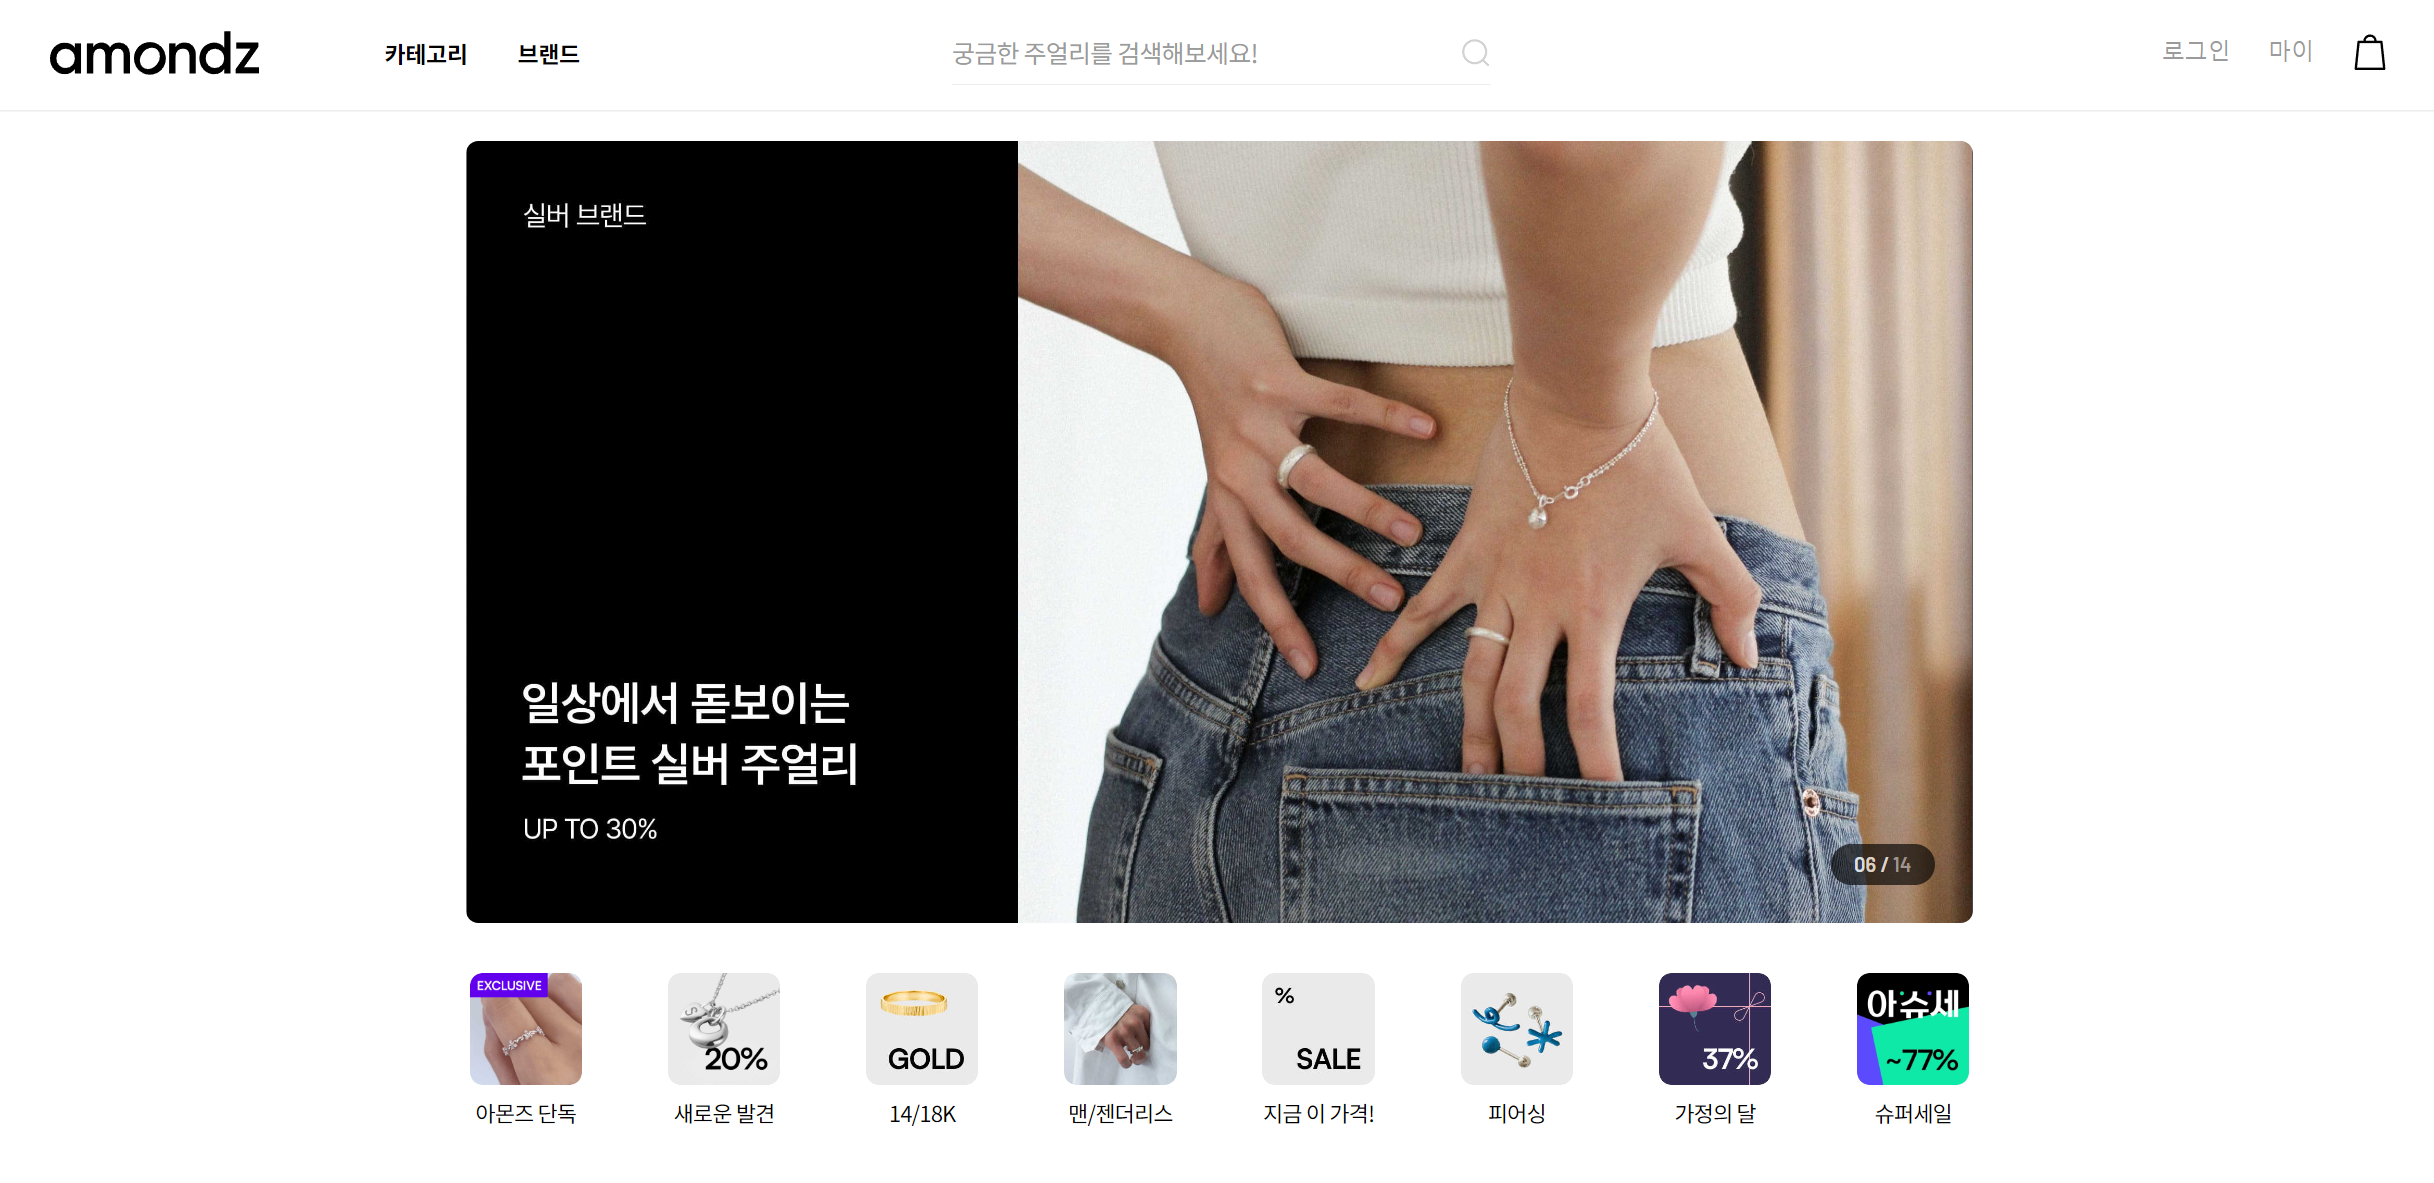 amondz
카테고리
브랜드
궁금한 주얼리를 검색해보세요!
로그인
마이
실버 브랜드
일상에서 돋보이는
포인트 실버 주얼리
UP TO 30%
06 / 14
EXCLUSIVE
아몬즈 단독
S
20%
새로운 발견
GOLD
14/18K
맨/젠더리스
%
SALE
지금 이 가격!
피어싱
37%
가정의 달
아슈세
~77%
슈퍼세일